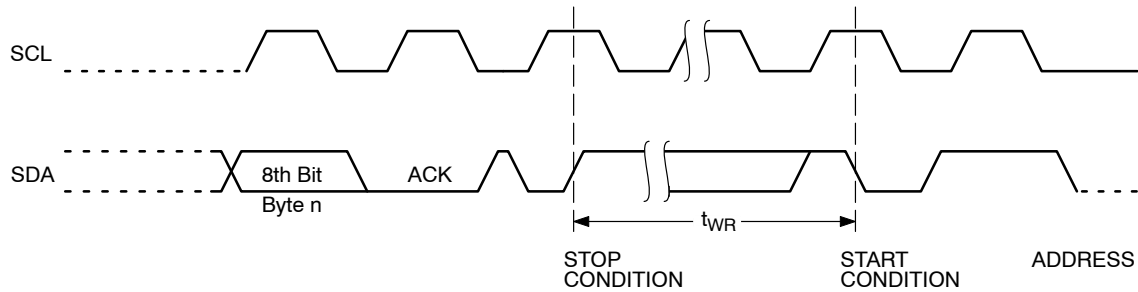 SCL
SDA
8th Bit
Byte n
ACK
tWR
STOP
CONDITION
START
CONDITION
ADDRESS